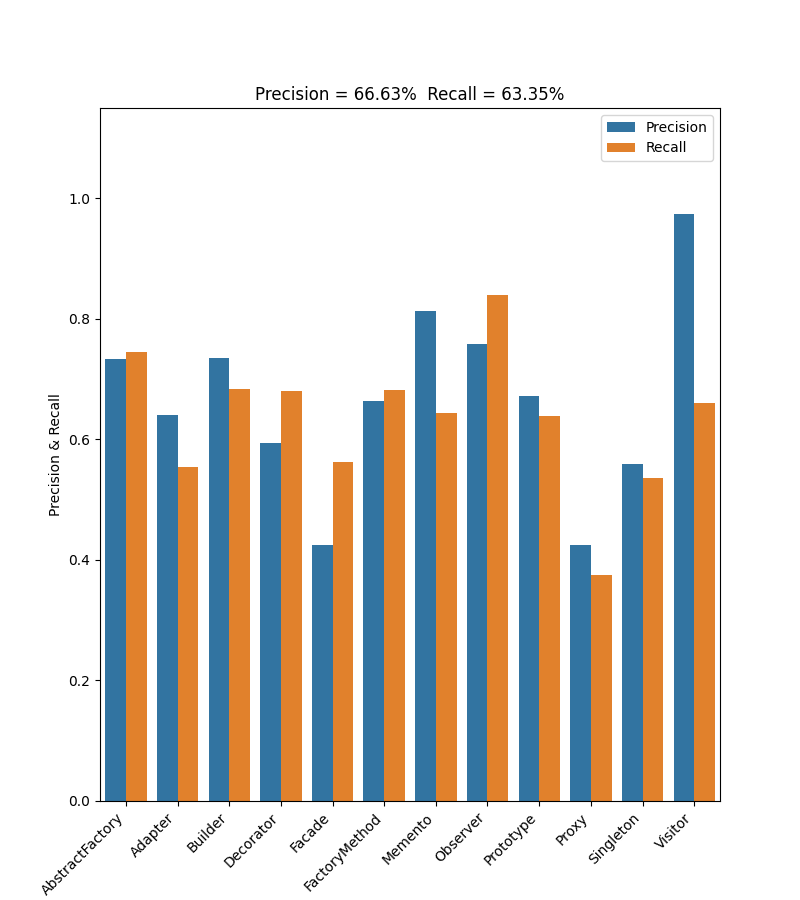 Precision = 66.63%  Recall = 63.35%
Precision
Recall
Precision & Recall
1.0
0.8
0.6
0.4
0.2
0.0
AbstractFactory
Adapter
Builder
Decorator
Facade
FactoryMethod
Memento
Observer
Prototype
Proxy
Singleton
Visitor